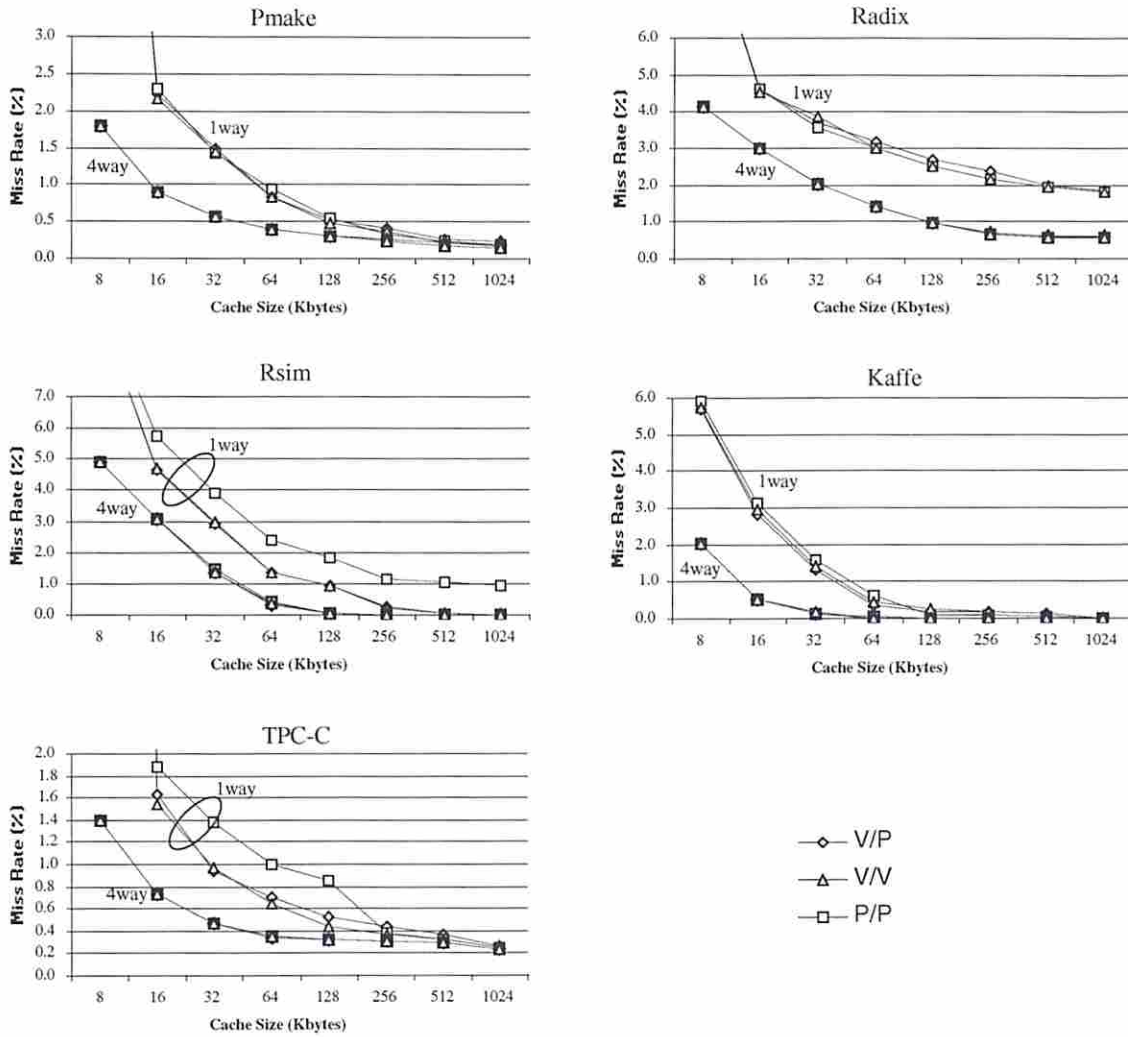 Pmake
3.0
2.5
2.0
1.5
1.0
0.5
0.0
Miss Rate (%)
1way
4way
8 16 32 64 128 256 512 1024
Cache Size (Kbytes)
Radix
6.0
5.0
4.0
3.0
2.0
1.0
0.0
Miss Rate (%)
1way
4way
8 16 32 64 128 256 512 1024
Cache Size (Kbytes)
Rsim
7.0
6.0
5.0
4.0
3.0
2.0
1.0
0.0
Miss Rate (%)
1way
4way
8 16 32 64 128 256 512 1024
Cache Size (Kbytes)
Kaffe
6.0
5.0
4.0
3.0
2.0
1.0
0.0
Miss Rate (%)
1way
4way
8 16 32 64 128 256 512 1024
Cache Size (Kbytes)
TPC-C
2.0
1.8
1.6
1.4
1.2
1.0
0.8
0.6
0.4
0.2
0.0
Miss Rate (%)
1way
4way
8 16 32 64 128 256 512 1024
Cache Size (Kbytes)
V/P
V/V
P/P